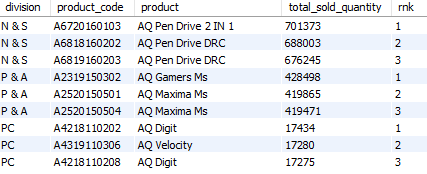 division product_code product total_sold_quantity rnk
N & S A6720160103 AQ Pen Drive 2 IN 1 701373 1
N & S A6818160202 AQ Pen Drive DRC 688003 2
N & S A6819160203 AQ Pen Drive DRC 676245 3
P & A A2319150302 AQ Gamers Ms 428498 1
P & A A2520150501 AQ Maxima Ms 419865 2
P & A A2520150504 AQ Maxima Ms 419471 3
PC A4218110202 AQ Digit 17434 1
PC A4319110306 AQ Velocity 17280 2
PC A4218110208 AQ Digit 17275 3